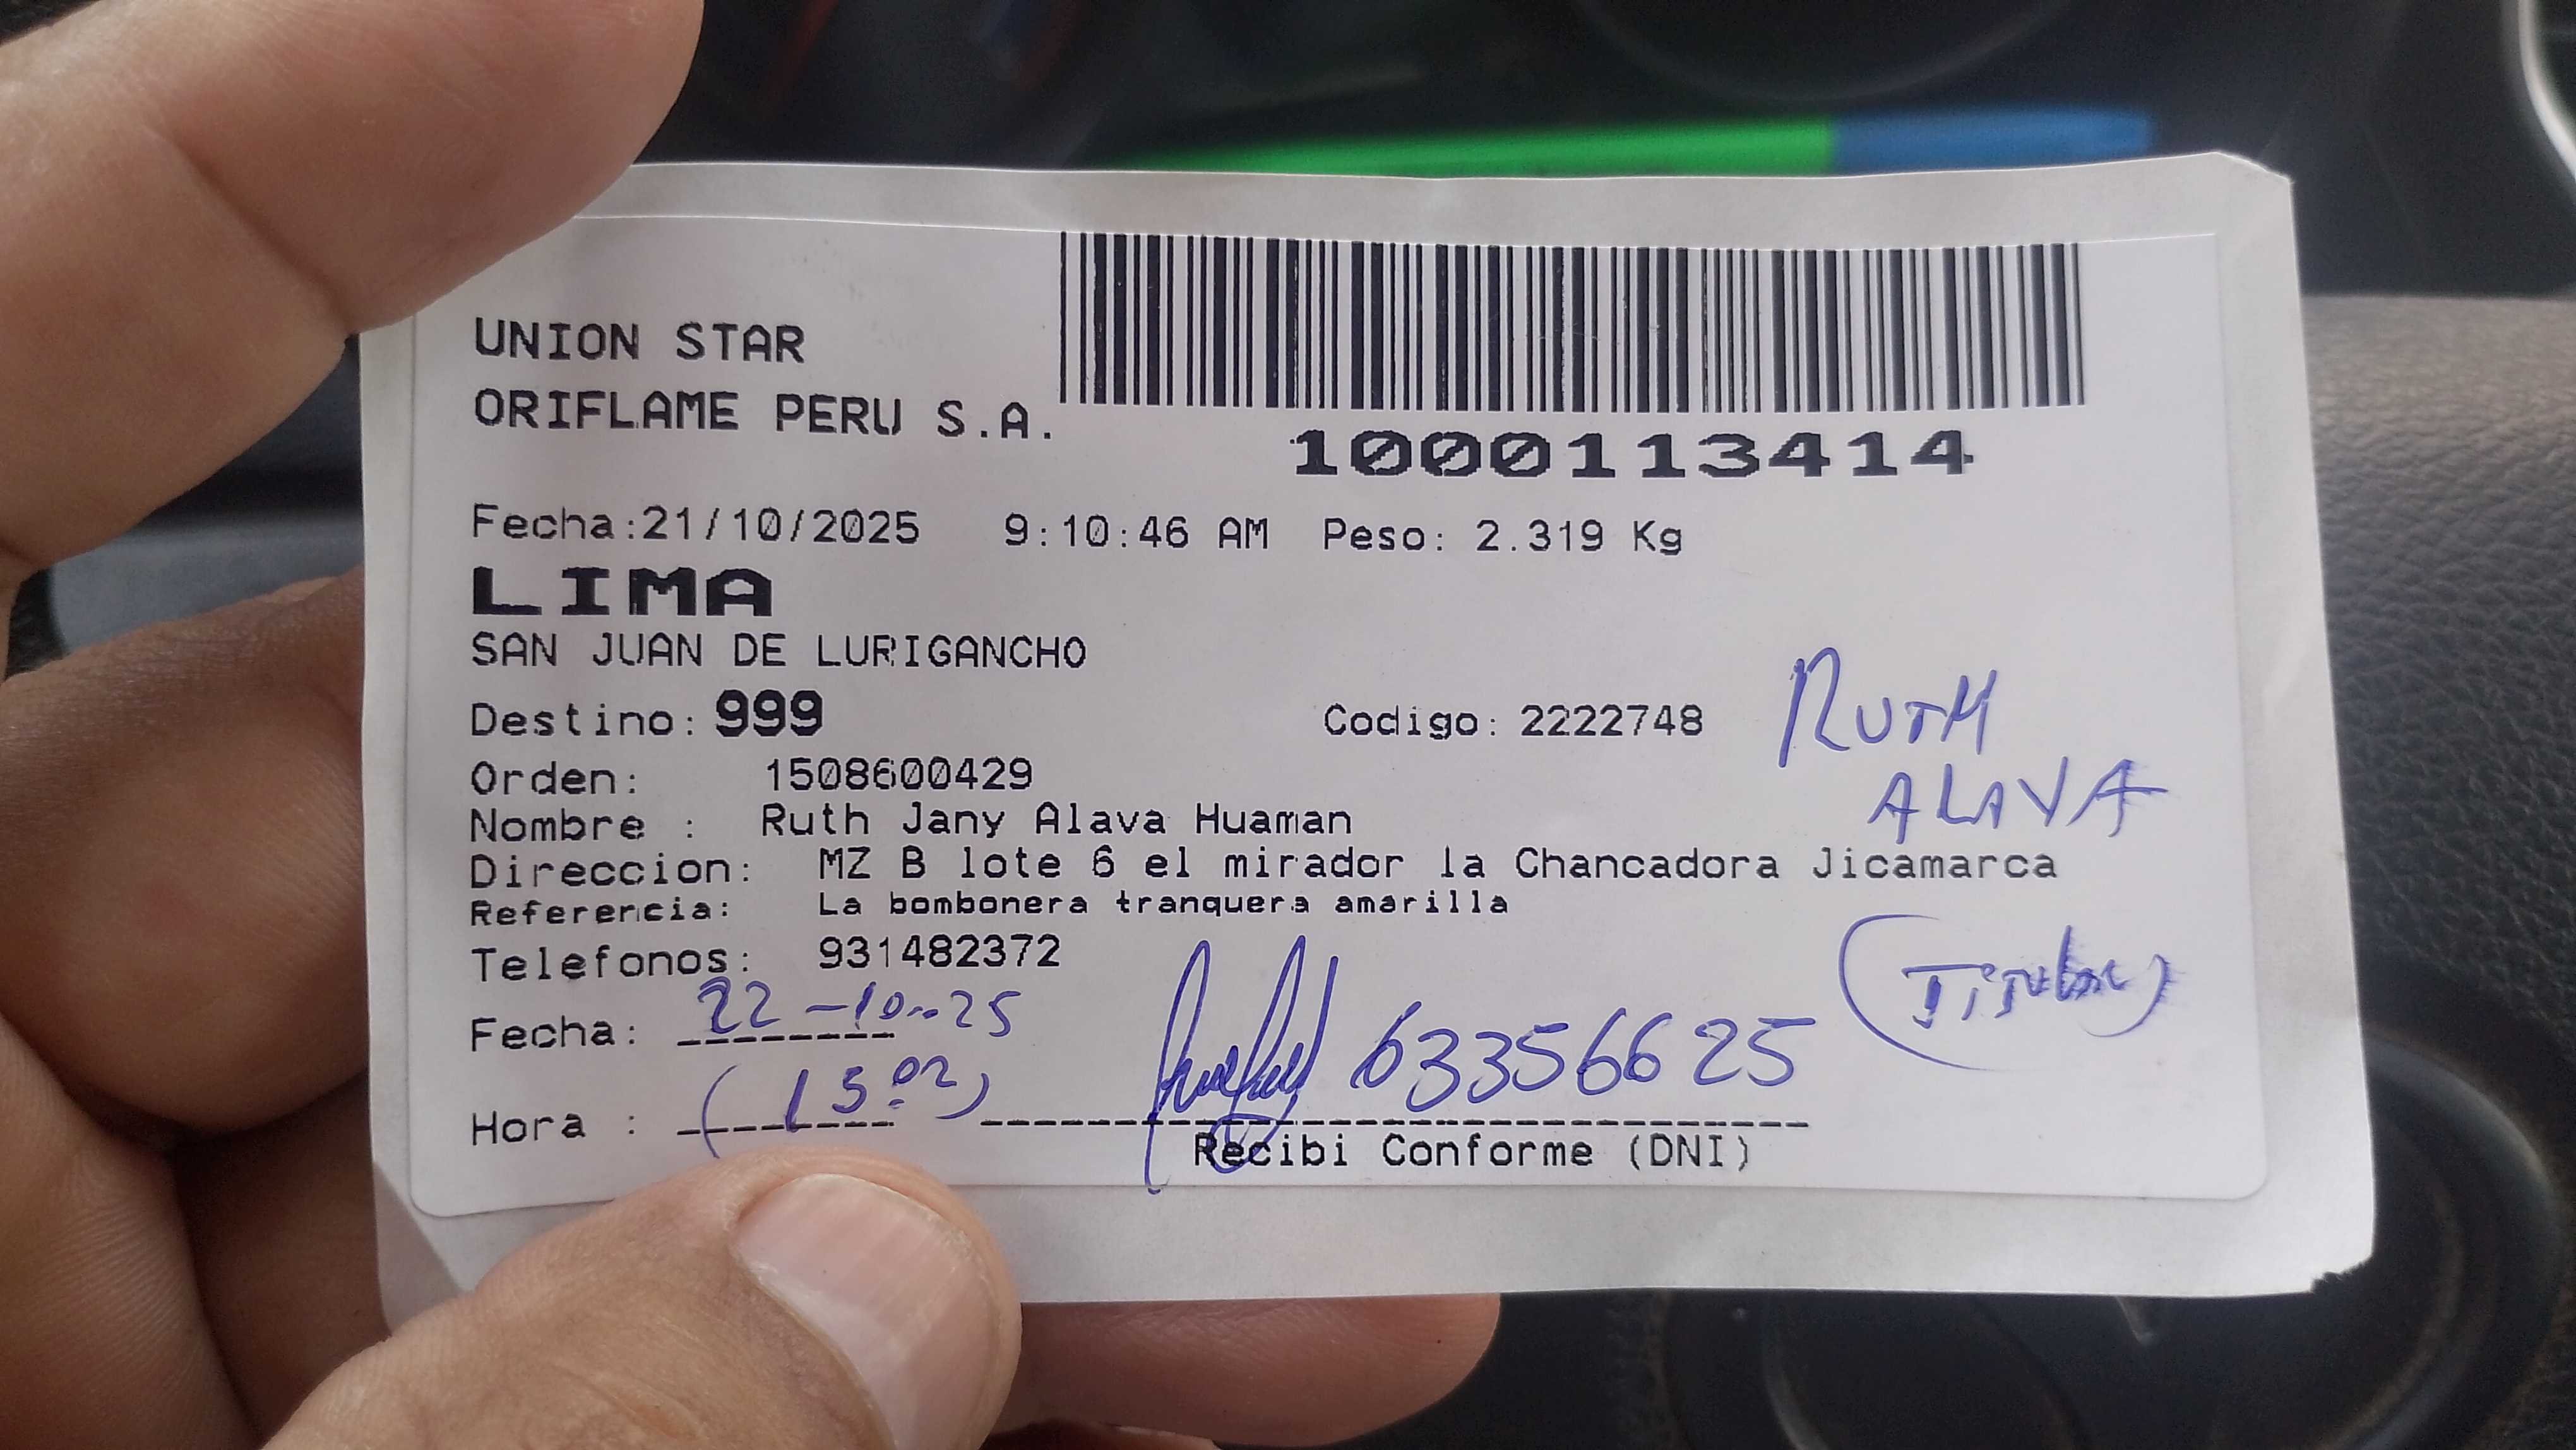 UNION STAR
ORIFLAME PERU S.A.
1000113414
Fecha:21/10/2025 9:10:46 AM Peso: 2.319 Kg
LIMA
SAN JUAN DE LURIGANCHO
Destino: 999 Codigo: 2222748
RUTH
ALAVA
Orden: 1508600429
Nombre : Ruth Jany Alava Huaman
Direccion: MZ B lote 6 el mirador la Chancadora Jicamarca
Referencia: La bombonera tranquera amarilla
(Titular)
Telefonos: 931482372
Fecha: 22-10-25
63356625
Hora : (15:02)
Recibi Conforme (DNI)